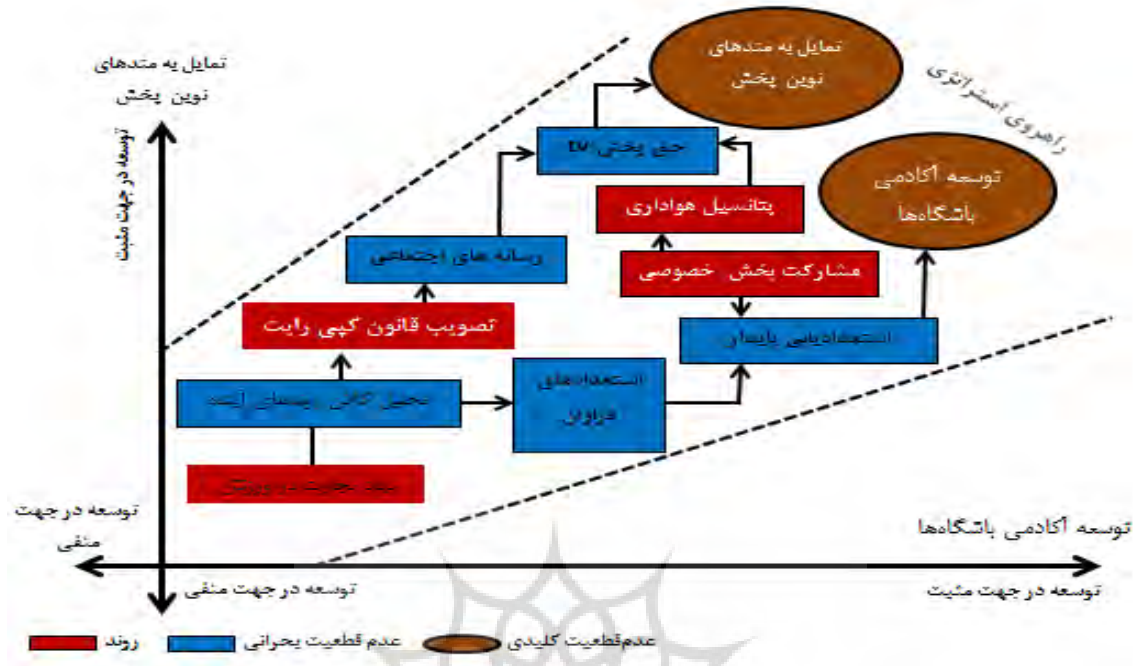 تمایل به متدهای
نوین پخش
توسعه در جهت مثبت
تمایل به متدهای
نوین پخش
راهروی استراتژی
حق پخش tv
توسعه آکادمی
باشگاه‌ها
پتانسیل هواداری
رسانه های اجتماعی
مشارکت بخش خصوصی
تصویب قانون کپی رایت
استعدادیابی پایدار
استعدادهای
فراوان
آینده
توسعه در جهت
منفی
توسعه آکادمی باشگاه‌ها
توسعه در جهت منفی
توسعه در جهت مثبت
روند
عدم قطعیت بحرانی
عدم‌قطعیت کلیدی